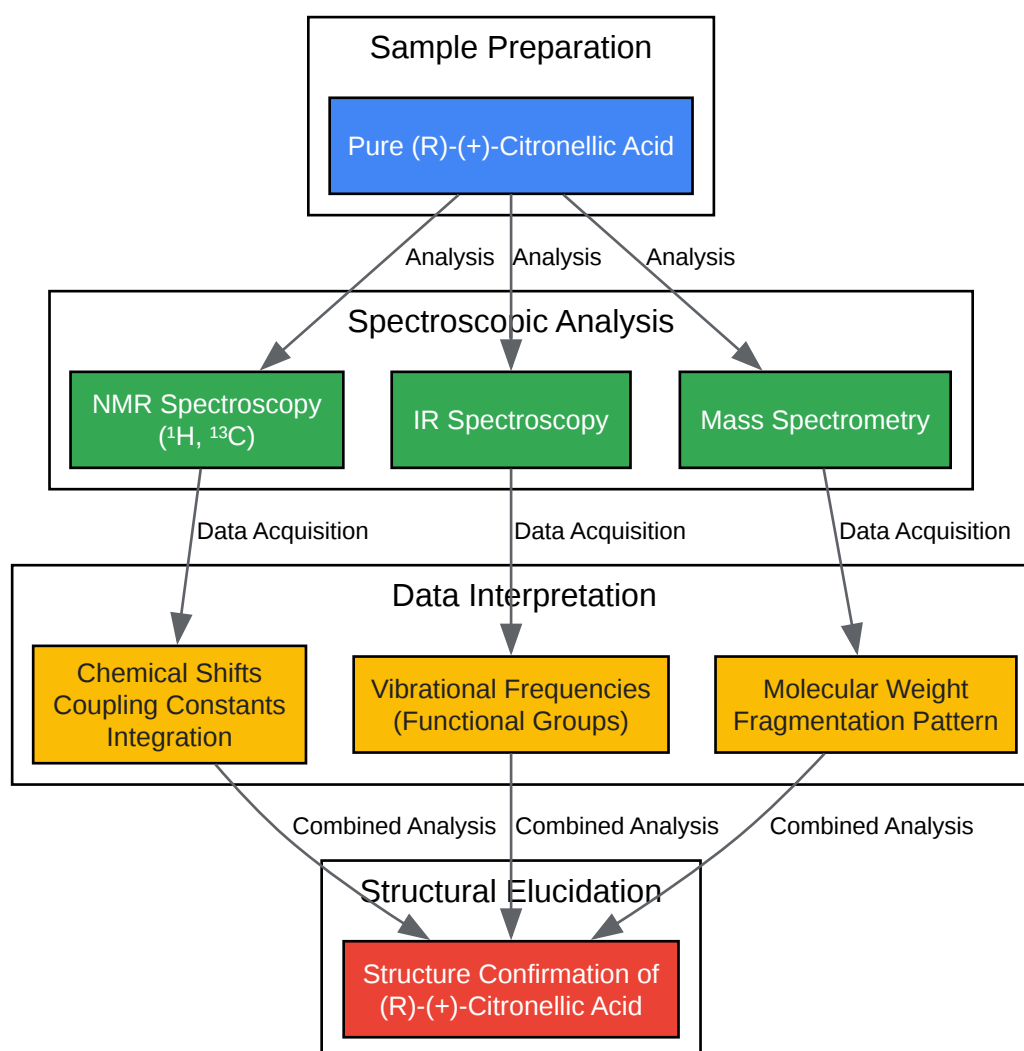 Sample Preparation
Pure (R)-(+)-Citronellic Acid
Analysis
Analysis
Analysis
Spectroscopic Analysis
NMR Spectroscopy
(¹H, ¹³C)
IR Spectroscopy
Mass Spectrometry
Data Acquisition
Data Acquisition
Data Acquisition
Data Interpretation
Chemical Shifts
Coupling Constants
Integration
Vibrational Frequencies
(Functional Groups)
Molecular Weight
Fragmentation Pattern
Combined Analysis
Combined Analysis
Combined Analysis
Structural Elucidation
Structure Confirmation of
(R)-(+)-Citronellic Acid